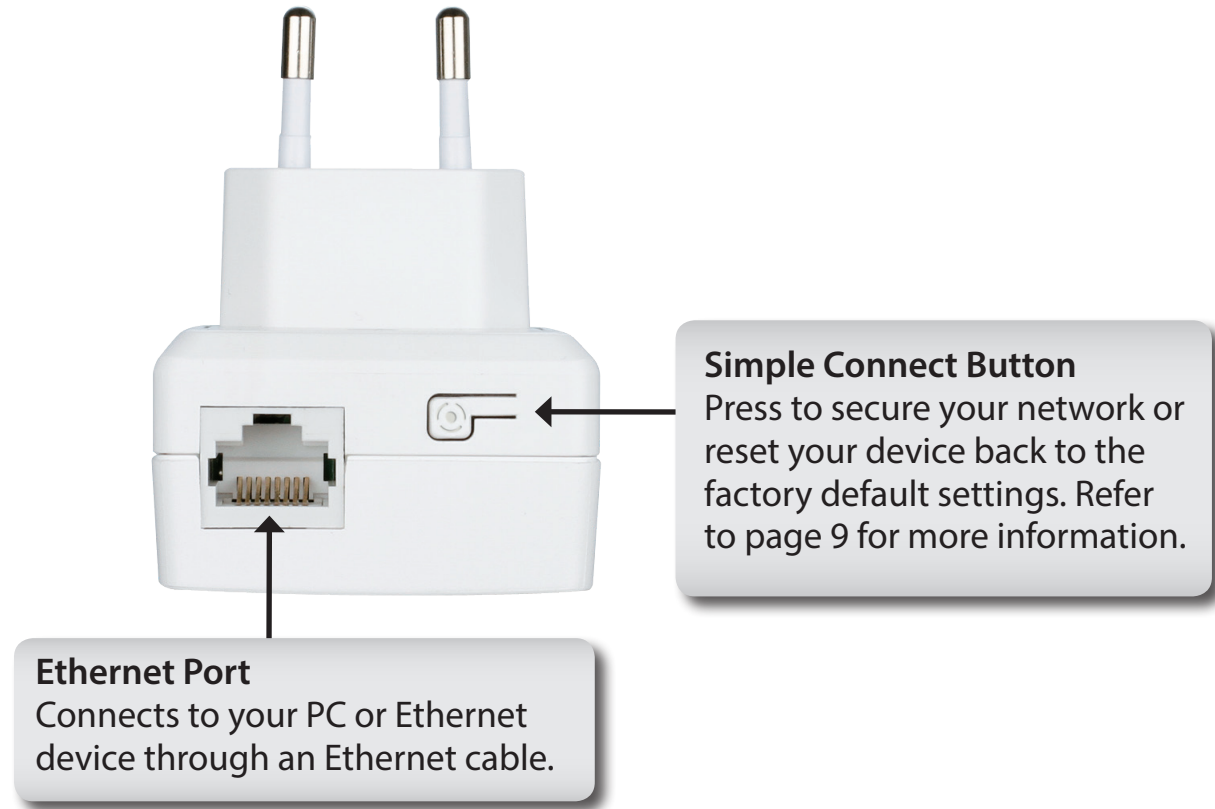 Simple Connect Button
Press to secure your network or
reset your device back to the
factory default settings. Refer
to page 9 for more information.
Ethernet Port
Connects to your PC or Ethernet
device through an Ethernet cable.